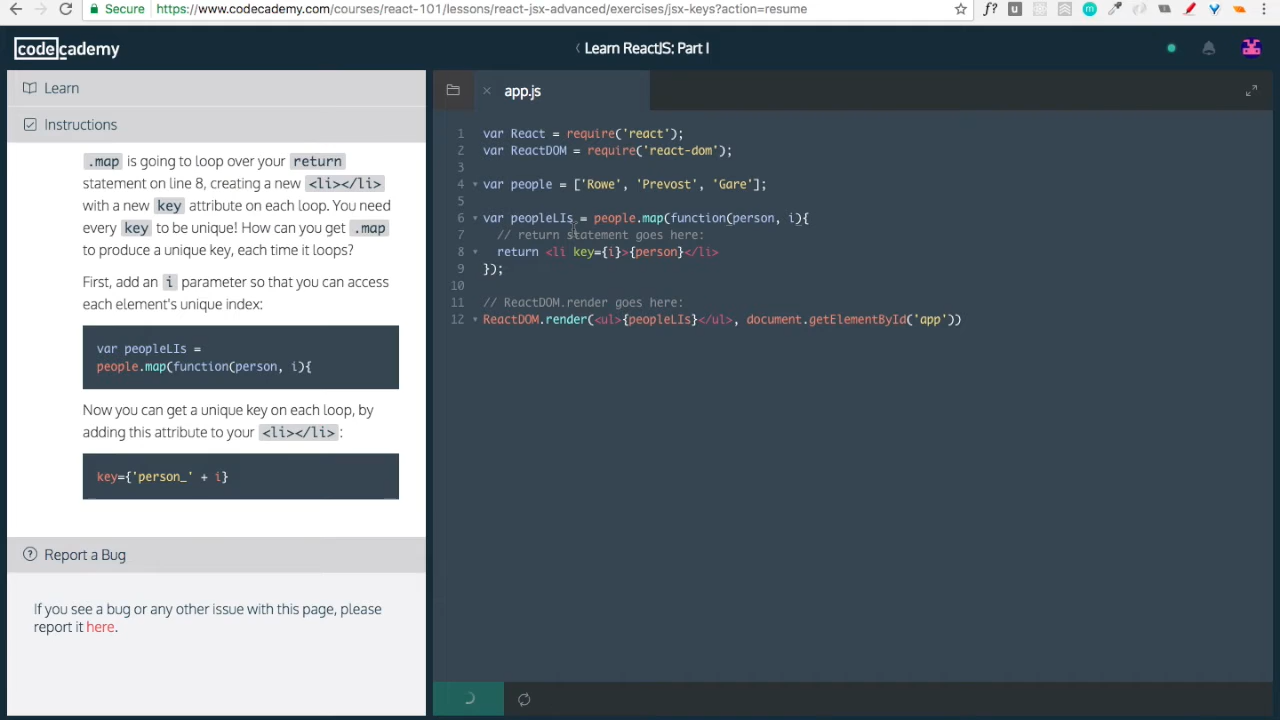 Secure
https://www.codecademy.com/courses/react-101/lessons/react-jsx-advanced/exercises/jsx-keys?action=resume
f?
codecademy
Learn ReactJS: Part I
Learn
Instructions
.map is going to loop over your return
statement on line 8, creating a new <li></li>
with a new key attribute on each loop. You need
every key to be unique! How can you get .map
to produce a unique key, each time it loops?
First, add an i parameter so that you can access
each element's unique index:
var peopleLIs =
people.map(function(person, i){
Now you can get a unique key on each loop, by
adding this attribute to your <li></li>:
key={'person_' + i}
Report a Bug
If you see a bug or any other issue with this page, please
report it here.
app.js
1 var React = require('react');
2 var ReactDOM = require('react-dom');
3
4 var people = ['Rowe', 'Prevost', 'Gare'];
5
6 var peopleLIs = people.map(function(person, i){
7 // return statement goes here:
8 return <li key={i}>{person}</li>
9 });
10
11 // ReactDOM.render goes here:
12 ReactDOM.render(<ul>{peopleLIs}</ul>, document.getElementById('app'))